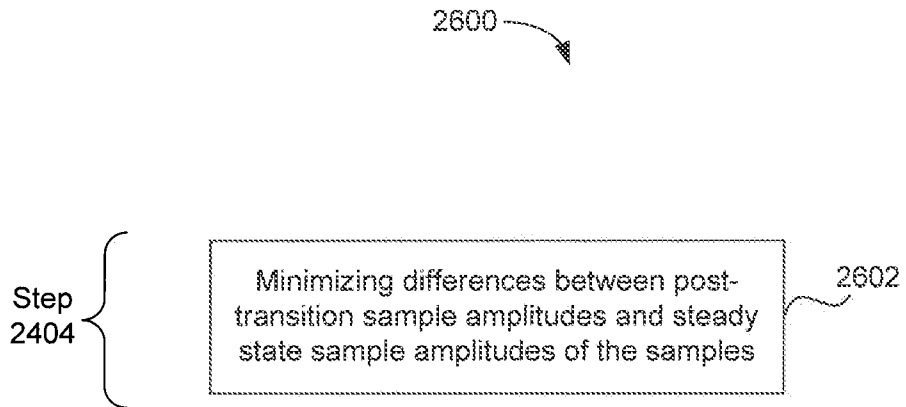 2600
Minimizing differences between post-
transition sample amplitudes and steady
state sample amplitudes of the samples
2602
Step
2404